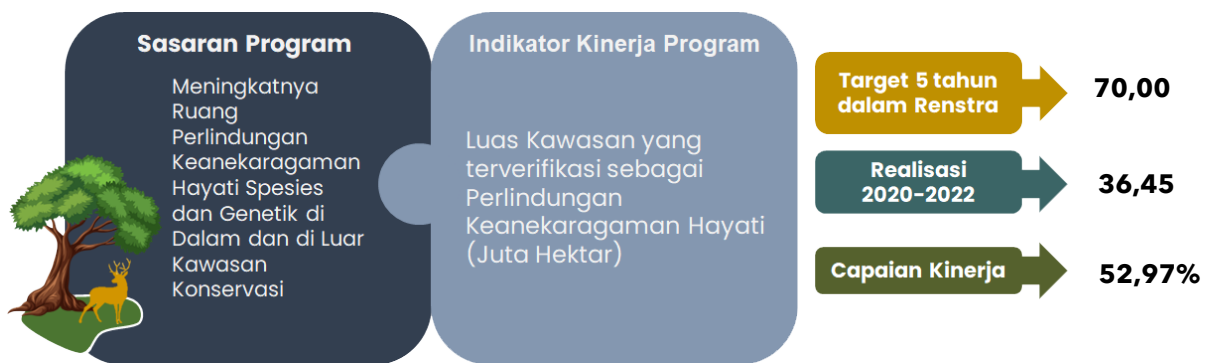 Sasaran Program
Meningkatnya
Ruang
Perlindungan
Keanekaragaman
Hayati Spesies
dan Genetik di
Dalam dan di Luar
Kawasan
Konservasi
Indikator Kinerja Program
Luas Kawasan yang
terverifikasi sebagai
Perlindungan
Keanekaragaman Hayati
(Juta Hektar)
Target 5 tahun
dalam Renstra
70,00
Realisasi
2020-2022
36,45
Capaian Kinerja
52,97%